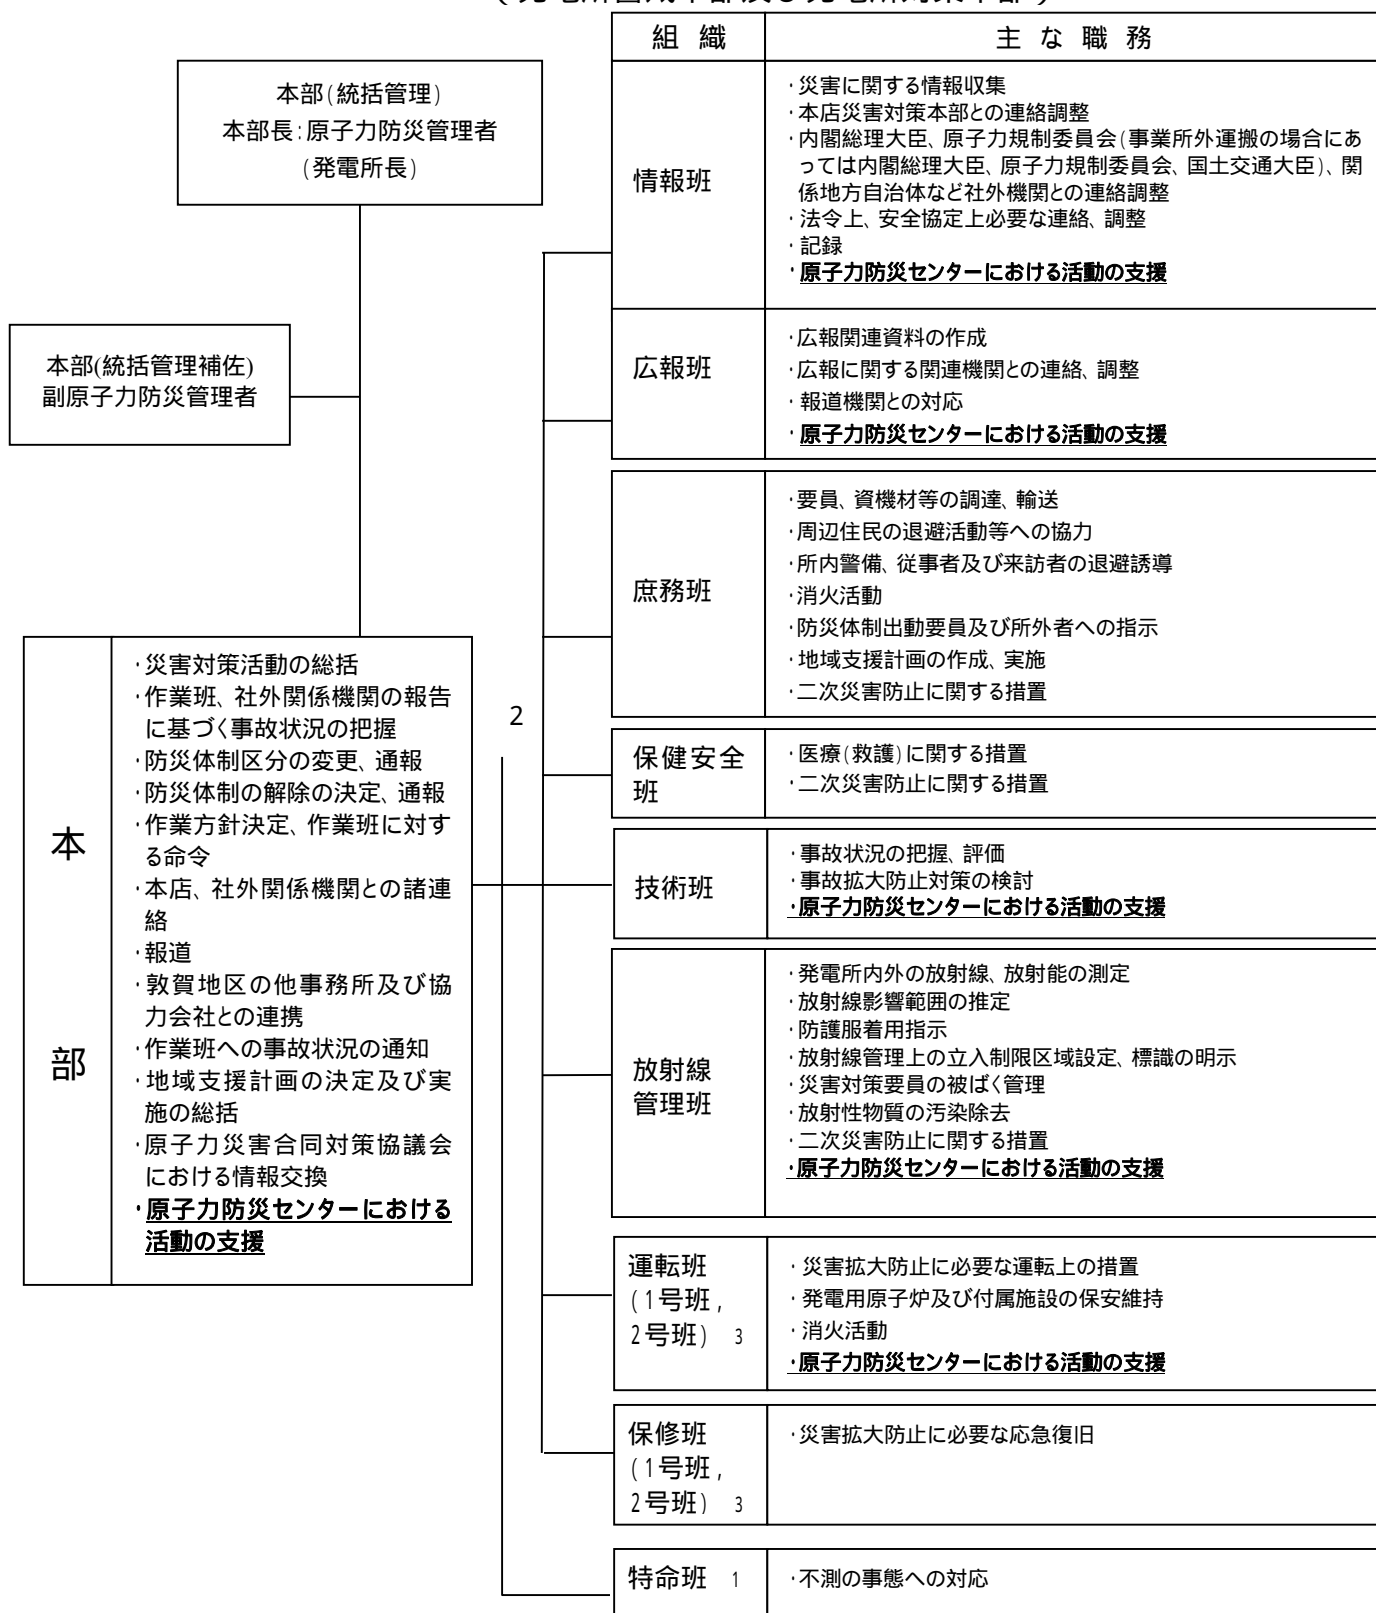 (発電所警戒本部及び発電所対策本部)
組 織
主 な 職 務
本部(統括管理)
本部長:原子力防災管理者
(発電所長)
本部(統括管理補佐)
副原子力防災管理者
本
部
・災害対策活動の総括
・作業班、社外関係機関の報告
に基づく事故状況の把握
・防災体制区分の変更、通報
・防災体制の解除の決定、通報
・作業方針決定、作業班に対す
る命令
・本店、社外関係機関との諸連
絡
・報道
・敦賀地区の他事務所及び協
力会社との連携
・作業班への事故状況の通知
・地域支援計画の決定及び実
施の総括
・原子力災害合同対策協議会
における情報交換
・原子力防災センターにおける
活動の支援
2
情報班
・災害に関する情報収集
・本店災害対策本部との連絡調整
・内閣総理大臣、原子力規制委員会(事業所外運搬の場合にあ
っては内閣総理大臣、原子力規制委員会、国土交通大臣)、関
係地方自治体など社外機関との連絡調整
・法令上、安全協定上必要な連絡、調整
・記録
・原子力防災センターにおける活動の支援
広報班
・広報関連資料の作成
・広報に関する関連機関との連絡、調整
・報道機関との対応
・原子力防災センターにおける活動の支援
庶務班
・要員、資機材等の調達、輸送
・周辺住民の退避活動等への協力
・所内警備、従事者及び来訪者の退避誘導
・消火活動
・防災体制出動要員及び所外者への指示
・地域支援計画の作成、実施
・二次災害防止に関する措置
保健安全
班
・医療(救護)に関する措置
・二次災害防止に関する措置
技術班
・事故状況の把握、評価
・事故拡大防止対策の検討
・原子力防災センターにおける活動の支援
放射線
管理班
・発電所内外の放射線、放射能の測定
・放射線影響範囲の推定
・防護服着用指示
・放射線管理上の立入制限区域設定、標識の明示
・災害対策要員の被ばく管理
・放射性物質の汚染除去
・二次災害防止に関する措置
・原子力防災センターにおける活動の支援
運転班
(1号班,
2号班) 3
・災害拡大防止に必要な運転上の措置
・発電用原子炉及び付属施設の保安維持
・消火活動
・原子力防災センターにおける活動の支援
保修班
(1号班,
2号班) 3
・災害拡大防止に必要な応急復旧
特命班 1
・不測の事態への対応